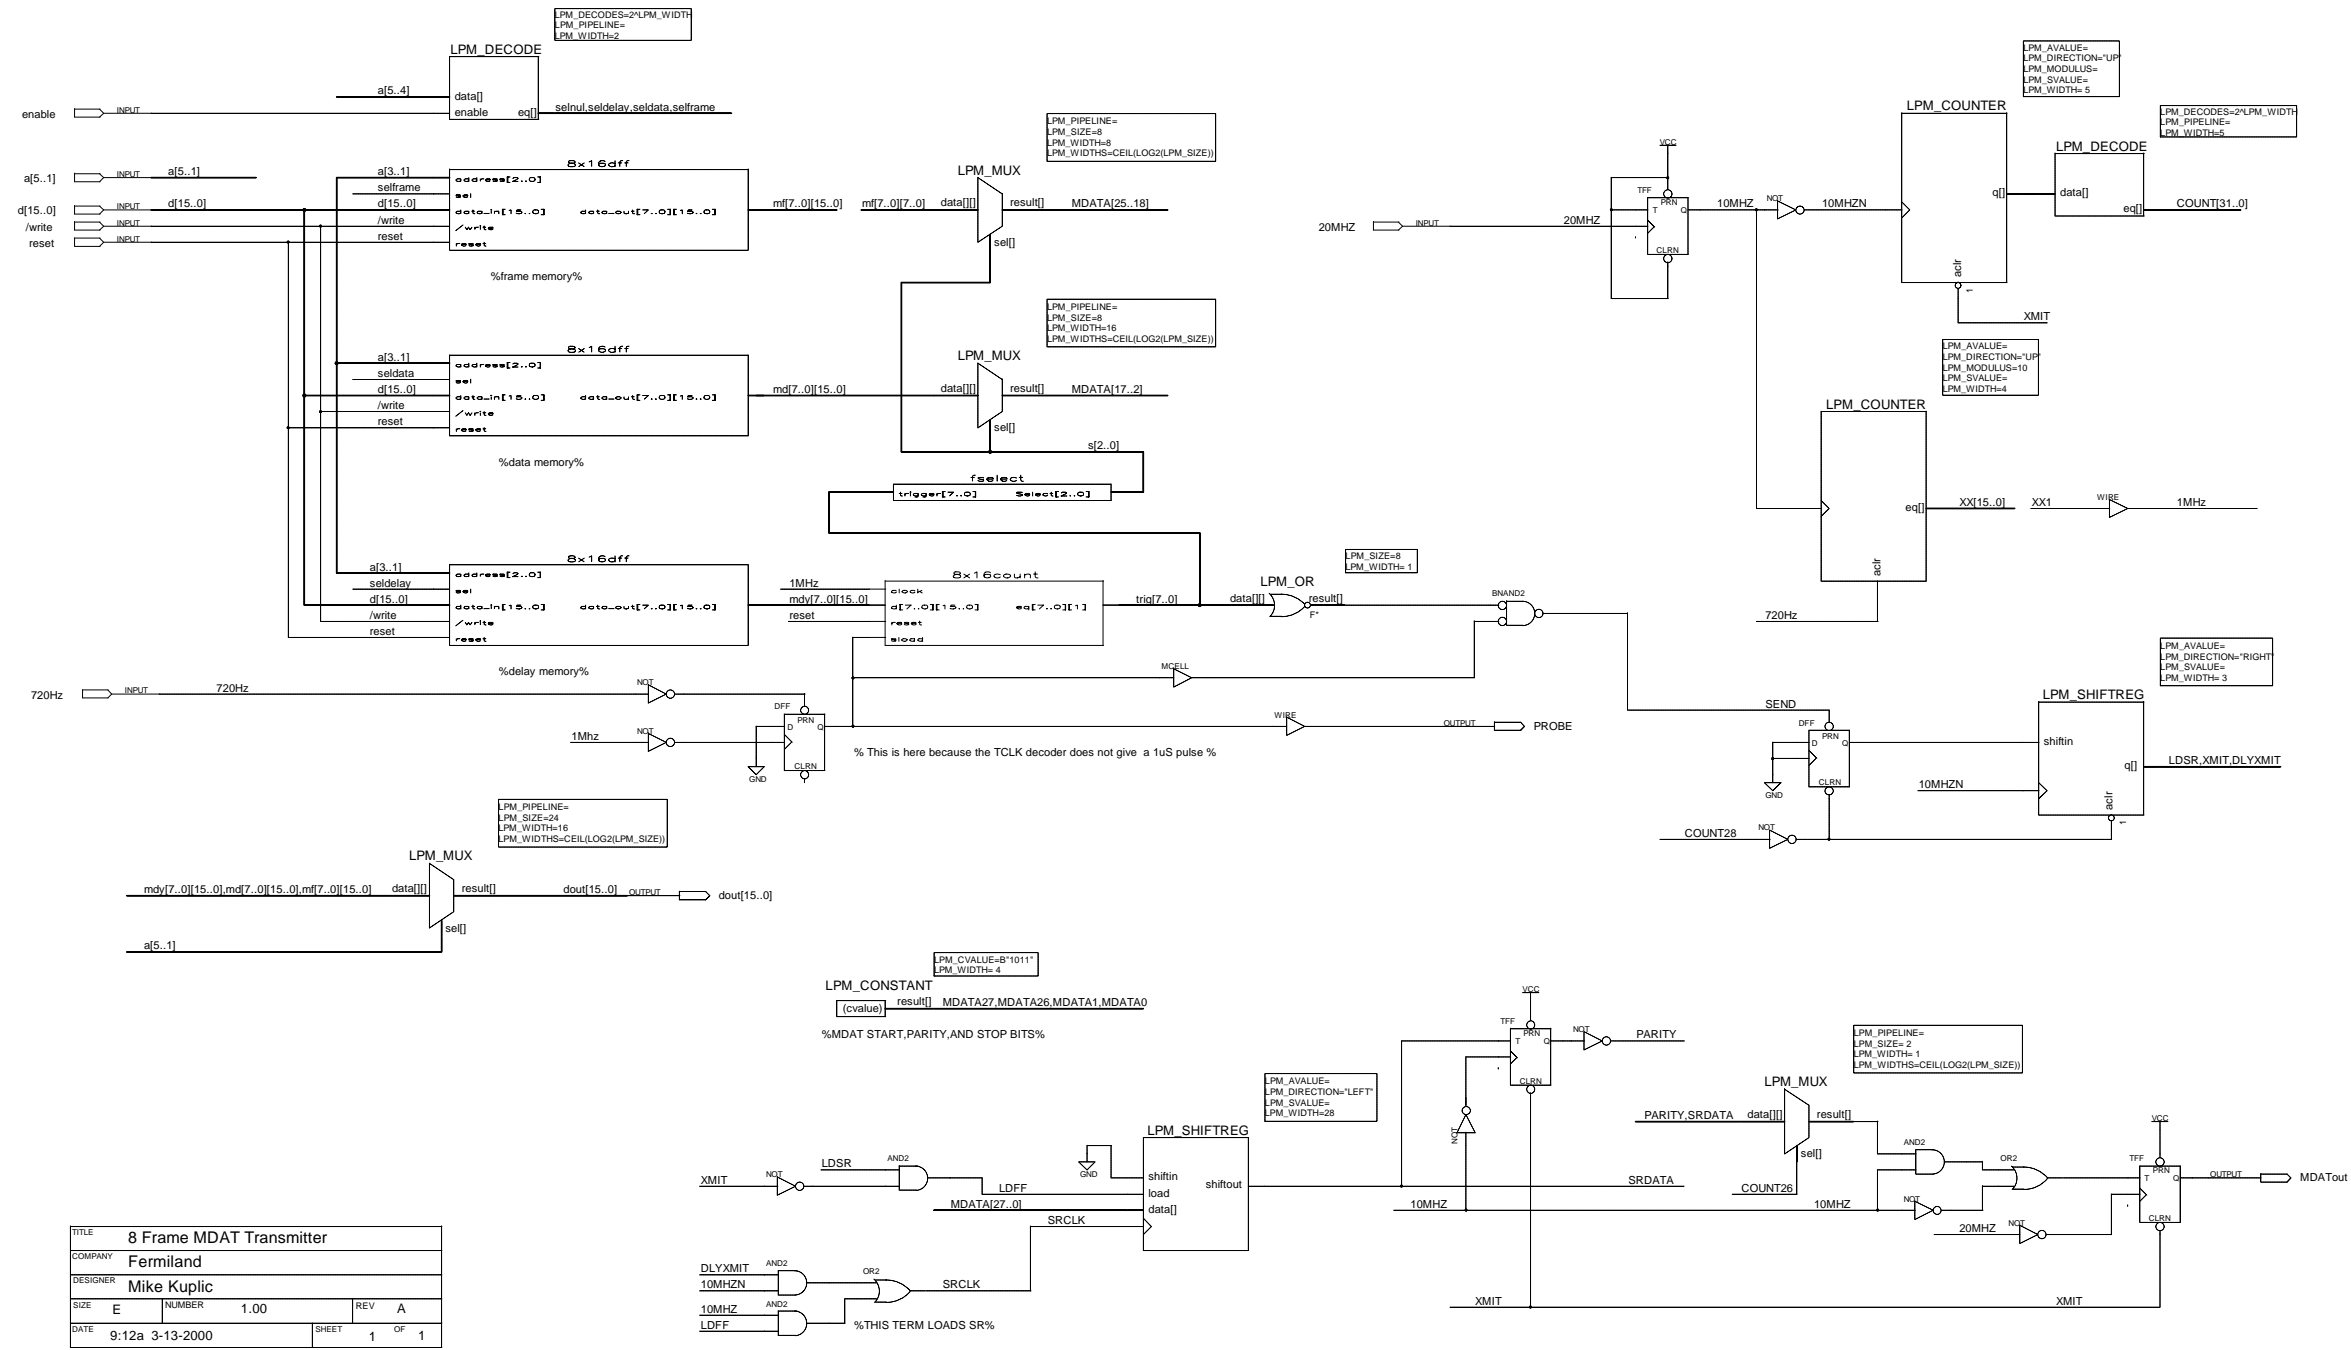 LPM_DECODES=2^LPM_WIDTH
LPM_PIPELINE=
LPM_WIDTH=2
LPM_DECODE
a[5..4]
data[]
enable
INPUT
enable
eq[]
selnul,seldelay,seldata,selframe
a[5..1]
INPUT
a[5..1]
d[15..0]
INPUT
d[15..0]
/write
INPUT
reset
INPUT
8x16dff
a[3..1]
address[2..0]
selframe
sel
d[15..0]
data_in[15..0]
data_out[7..0][15..0]
/write
/write
reset
reset
%frame memory%
mf[7..0][15..0]
mf[7..0][7..0]
LPM_PIPELINE=
LPM_SIZE=8
LPM_WIDTH=8
LPM_WIDTHS=CEIL(LOG2(LPM_SIZE))
LPM_MUX
data[][]
result[]
MDATA[25..18]
sel[]
8x16dff
a[3..1]
address[2..0]
seldata
sel
d[15..0]
data_in[15..0]
data_out[7..0][15..0]
/write
/write
reset
reset
%data memory%
md[7..0][15..0]
LPM_PIPELINE=
LPM_SIZE=8
LPM_WIDTH=16
LPM_WIDTHS=CEIL(LOG2(LPM_SIZE))
LPM_MUX
data[][]
result[]
MDATA[17..2]
sel[]
s[2..0]
fselect
trigger[7..0]
Select[2..0]
8x16dff
a[3..1]
address[2..0]
seldelay
sel
d[15..0]
data_in[15..0]
data_out[7..0][15..0]
/write
/write
reset
reset
%delay memory%
8x16count
1MHz
clock
mdy[7..0][15..0]
d[7..0][15..0]
eq[7..0][1]
reset
reset
sload
trig[7..0]
LPM_SIZE=8
LPM_WIDTH= 1
LPM_OR
data[][]
result[]
F*
BNAND2
MCELL
720Hz
INPUT
720Hz
NOT
1Mhz
NOT
DFF
PRN
D
Q
CLRN
GND
WIRE
OUTPUT
PROBE
% This is here because the TCLK decoder does not give a 1uS pulse %
LPM_AVALUE=
LPM_DIRECTION="UP"
LPM_MODULUS=
LPM_SVALUE=
LPM_WIDTH= 5
LPM_COUNTER
LPM_DECODES=2^LPM_WIDTH
LPM_PIPELINE=
LPM_WIDTH=5
LPM_DECODE
VCC
TFF
PRN
T
Q
CLRN
20MHZ
INPUT
20MHZ
10MHZ
NOT
10MHZN
q[]
data[]
eq[]
COUNT[31..0]
aclr
1
XMIT
LPM_AVALUE=
LPM_DIRECTION="UP"
LPM_MODULUS=10
LPM_SVALUE=
LPM_WIDTH=4
LPM_COUNTER
eq[]
XX[15..0]
XX1
WIRE
1MHz
aclr
720Hz
LPM_AVALUE=
LPM_DIRECTION="RIGHT"
LPM_SVALUE=
LPM_WIDTH= 3
LPM_SHIFTREG
SEND
DFF
PRN
D
Q
CLRN
GND
shiftin
q[]
LDSR,XMIT,DLYXMIT
10MHZN
aclr
1
COUNT28
NOT
LPM_PIPELINE=
LPM_SIZE=24
LPM_WIDTH=16
LPM_WIDTHS=CEIL(LOG2(LPM_SIZE))
LPM_MUX
mdy[7..0][15..0],md[7..0][15..0],mf[7..0][15..0]
data[][]
result[]
dout[15..0]
OUTPUT
dout[15..0]
sel[]
a[5..1]
LPM_CVALUE=B"1011"
LPM_WIDTH= 4
LPM_CONSTANT
(cvalue)
result[]
MDATA27,MDATA26,MDATA1,MDATA0
%MDAT START,PARITY,AND STOP BITS%
LPM_AVALUE=
LPM_DIRECTION="LEFT"
LPM_SVALUE=
LPM_WIDTH=28
LPM_SHIFTREG
XMIT
NOT
LDSR
AND2
LDFF
GND
shiftin
load
data[]
shiftout
MDATA[27..0]
SRCLK
DLYXMIT
10MHZN
AND2
OR2
SRCLK
10MHZ
LDFF
AND2
%THIS TERM LOADS SR%
VCC
TFF
PRN
T
Q
CLRN
NOT
PARITY
NOT
SRDATA
10MHZ
10MHZ
LPM_PIPELINE=
LPM_SIZE= 2
LPM_WIDTH= 1
LPM_WIDTHS=CEIL(LOG2(LPM_SIZE))
LPM_MUX
PARITY,SRDATA
data[][]
result[]
sel[]
COUNT26
AND2
NOT
OR2
20MHZ
NOT
VCC
TFF
PRN
T
Q
CLRN
OUTPUT
MDATout
XMIT
XMIT
TITLE
8 Frame MDAT Transmitter
COMPANY
Fermiland
DESIGNER
Mike Kuplic
SIZE E
NUMBER 1.00
REV A
DATE 9:12a 3-13-2000
SHEET 1 OF 1